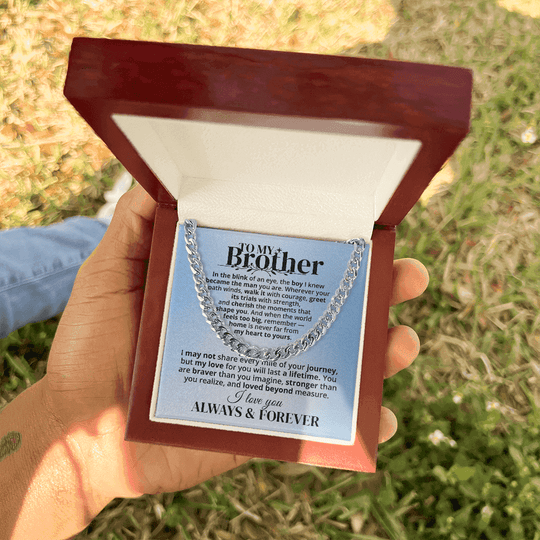 TO MY
Brother
In the blink of an eye, the boy I knew
became the man you are. Wherever your
path winds, walk it with courage, greet
its trials with strength,
and cherish the moments that
shape you. And when the world
feels too big, remember —
home is never far from
my heart to yours.
I may not share every mile of your journey,
but my love for you will last a lifetime. You
are braver than you imagine, stronger than
you realize, and loved beyond measure.
I love you
ALWAYS & FOREVER